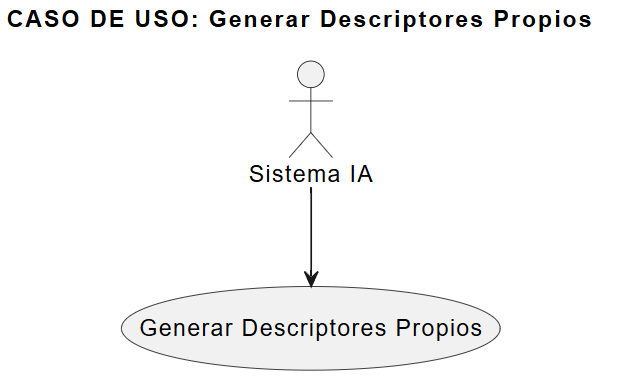 CASO DE USO: Generar Descriptores Propios
Sistema IA
Generar Descriptores Propios